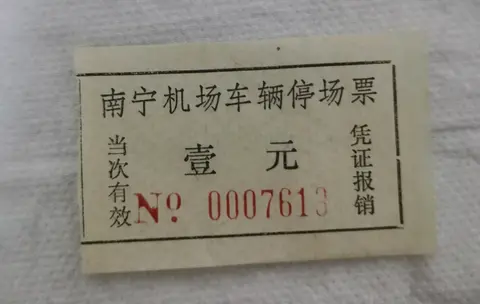 南宁机场车辆停场票
当次有效
壹元
凭证报销
No 0007613